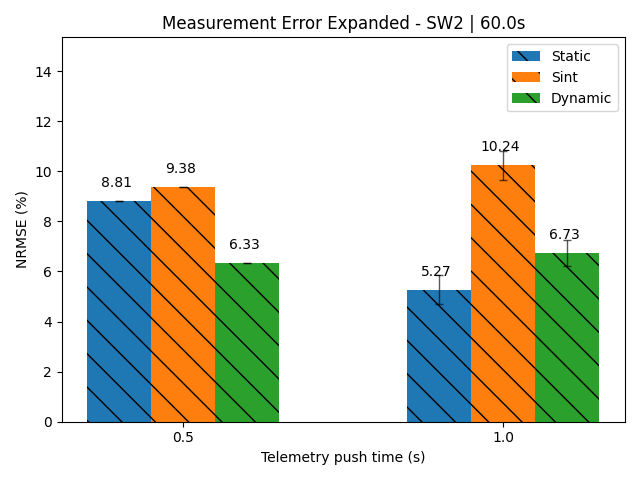 Measurement Error Expanded - SW2 | 60.0s
Static
Sint
Dynamic
NRMSE (%)
14
12
10
8
6
4
2
0
8.81
9.38
6.33
5.27
10.24
6.73
0.5
1.0
Telemetry push time (s)